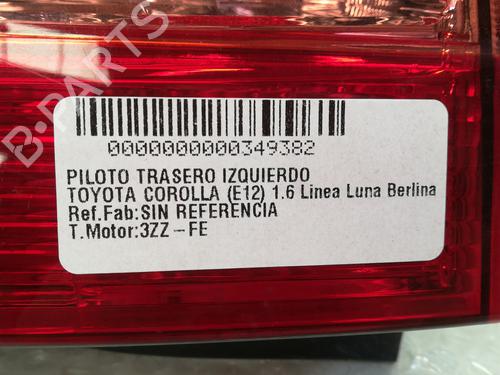 B-PARTS
0000000000349382
PILOTO TRASERO IZQUIERDO
TOYOTA COROLLA (E12) 1.6 Linea Luna Berlina
Ref.Fab:SIN REFERENCIA
T.Motor:3ZZ-FE